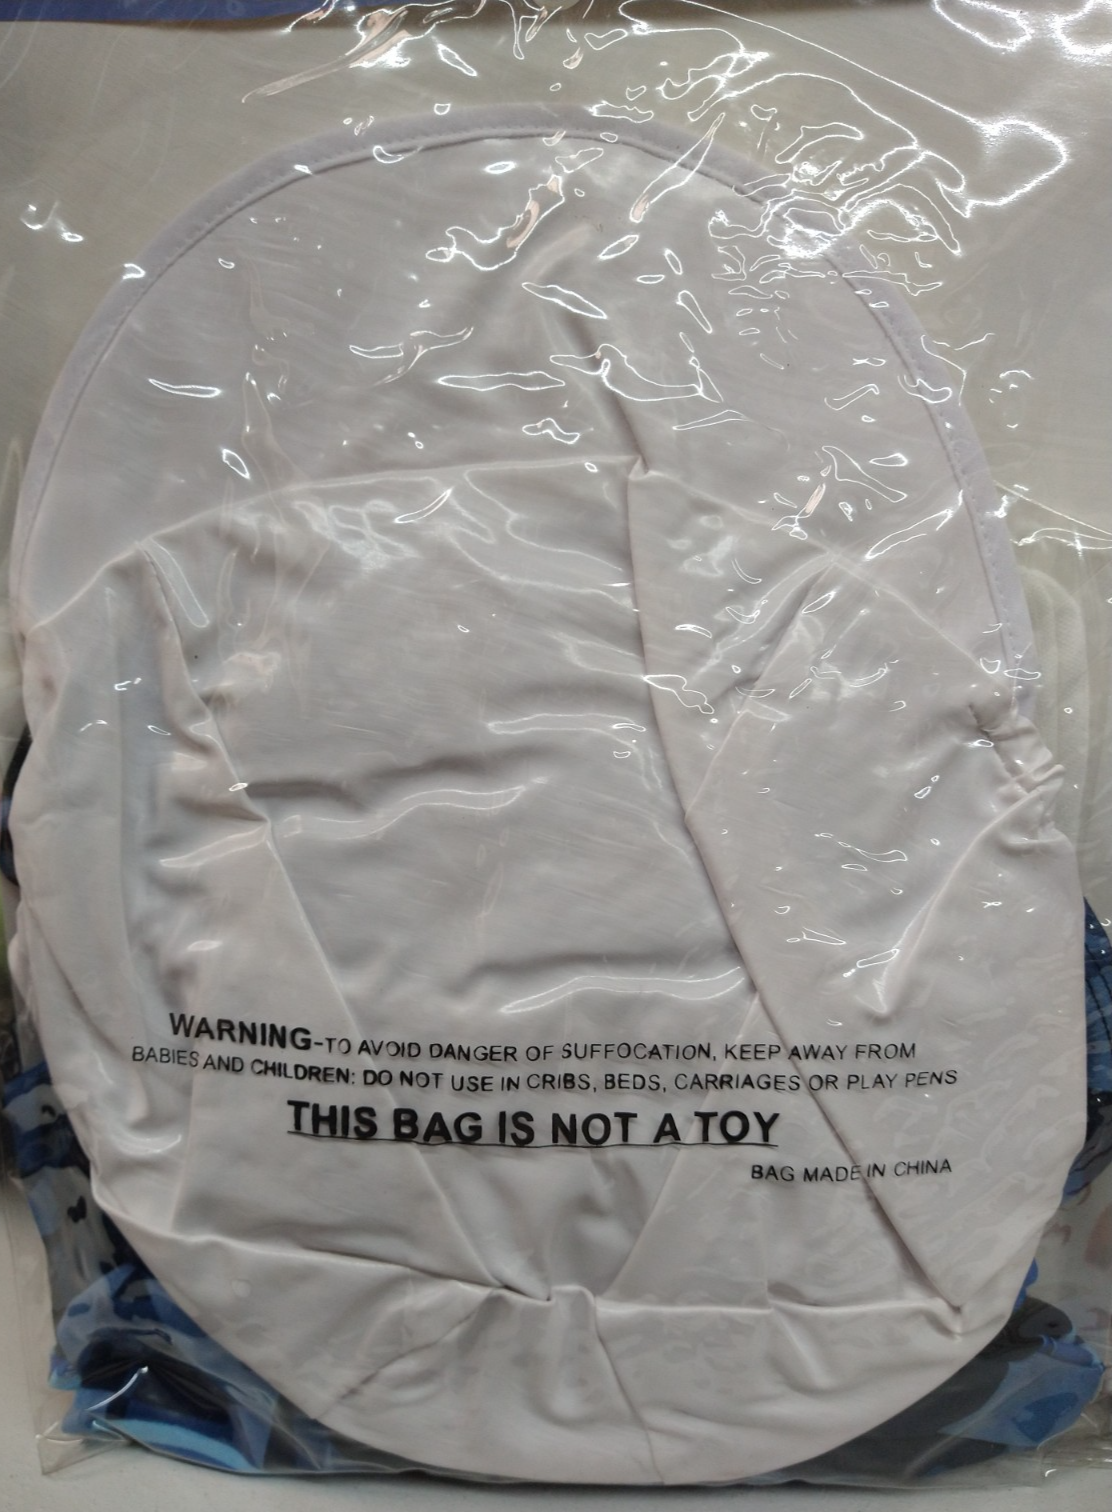 WARNING-TO AVOID DANGER OF SUFFOCATION, KEEP AWAY FROM
BABIES AND CHILDREN: DO NOT USE IN CRIBS, BEDS, CARRIAGES OR PLAY PENS
THIS BAG IS NOT A TOY
BAG MADE IN CHINA